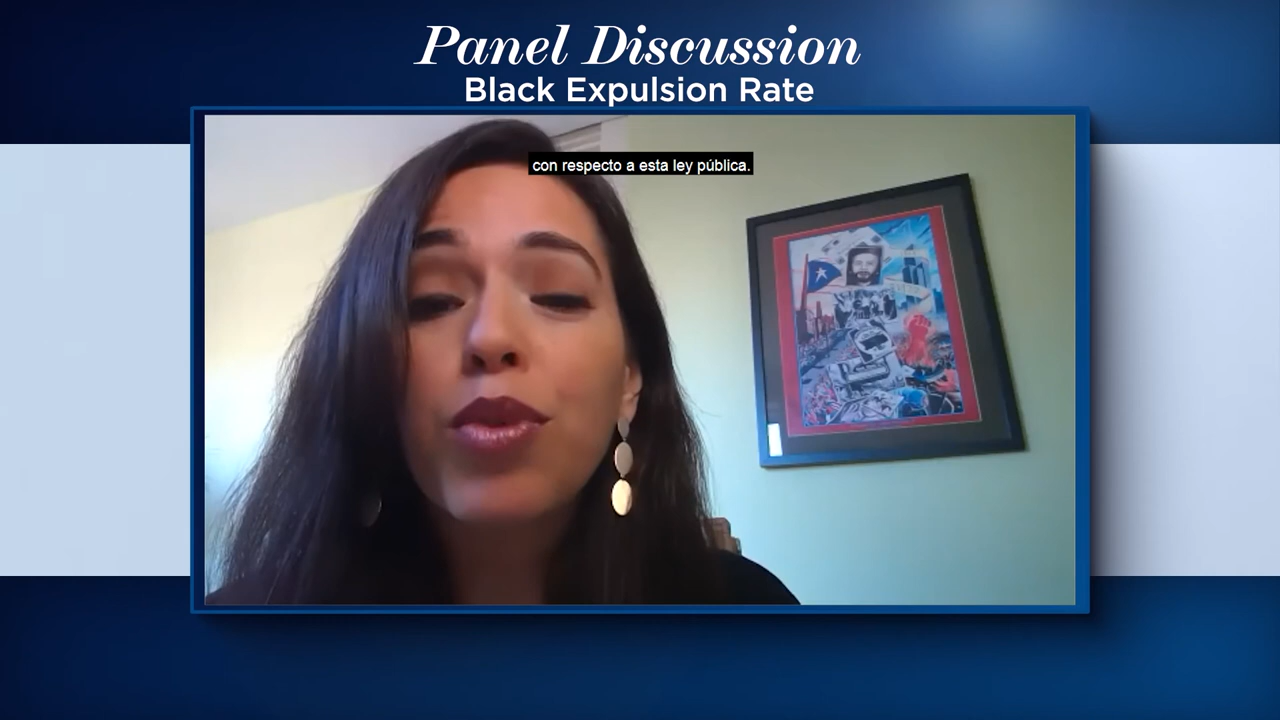 Panel Discussion
Black Expulsion Rate
con respecto a esta ley pública.